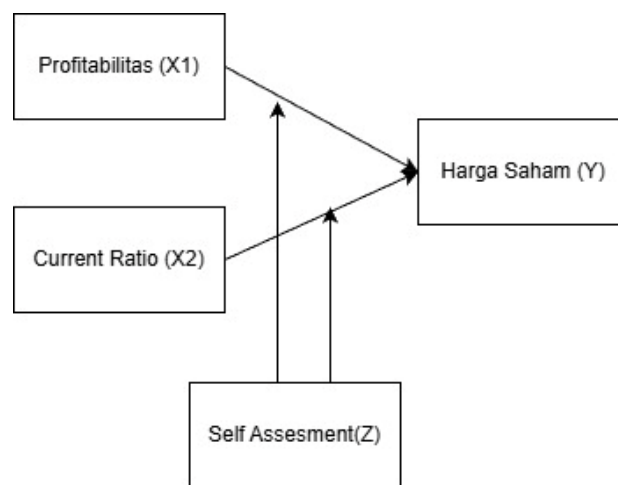 Profitabilitas (X1)
Harga Saham (Y)
Current Ratio (X2)
Self Assesment(Z)